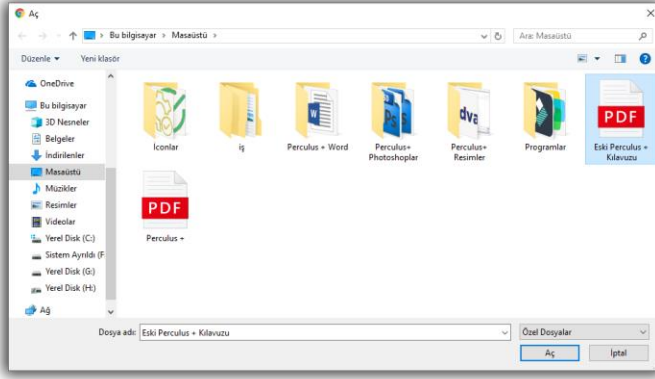 Aç
Bu bilgisayar > Masaüstü >
Ara: Masaüstü
Düzenle
Yeni klasör
OneDrive
Bu bilgisayar
3D Nesneler
Belgeler
İndirilenler
Masaüstü
Müzikler
Resimler
Videolar
Yerel Disk (C:)
Sistem Ayrıldı (F
Yerel Disk (G:)
Yerel Disk (H:)
Ağ
W
Ps
dva
PDF
İconlar
iş
Perculus + Word
Perculus+
Photoshoplar
Perculus+
Resimler
Programlar
Eski Perculus +
Kılavuzu
PDF
Perculus +
Dosya adı:
Eski Perculus + Kılavuzu
Özel Dosyalar
Aç
İptal